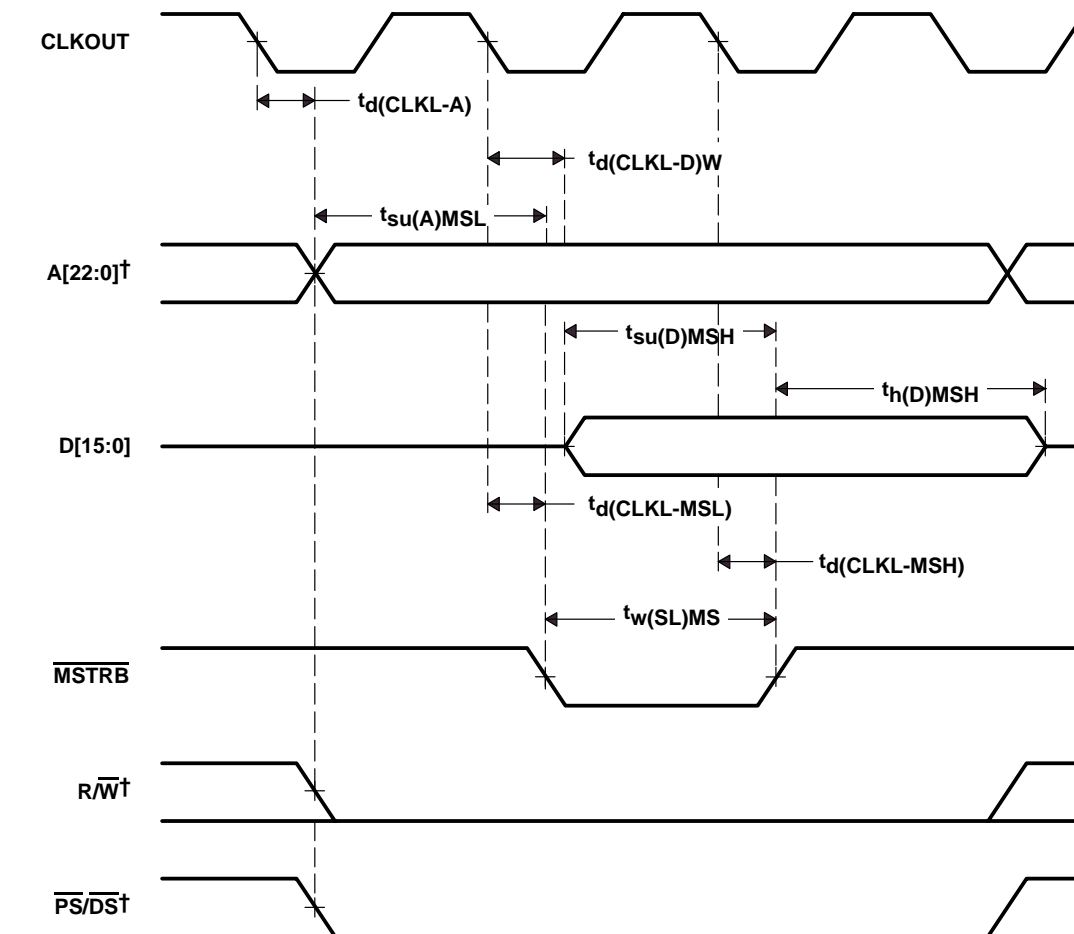 CLKOUT
td(CLKL-A)
td(CLKL-D)W
tsu(A)MSL
A[22:0]†
tsu(D)MSH
th(D)MSH
D[15:0]
td(CLKL-MSL)
td(CLKL-MSH)
tw(SL)MS
MSTRB
R/W†
PS/DS†